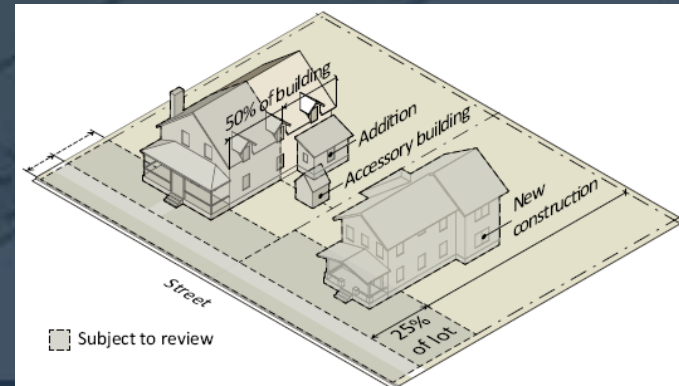 50% of building
Addition
Accessory building
New
construction
Street
25%
of lot
Subject to review